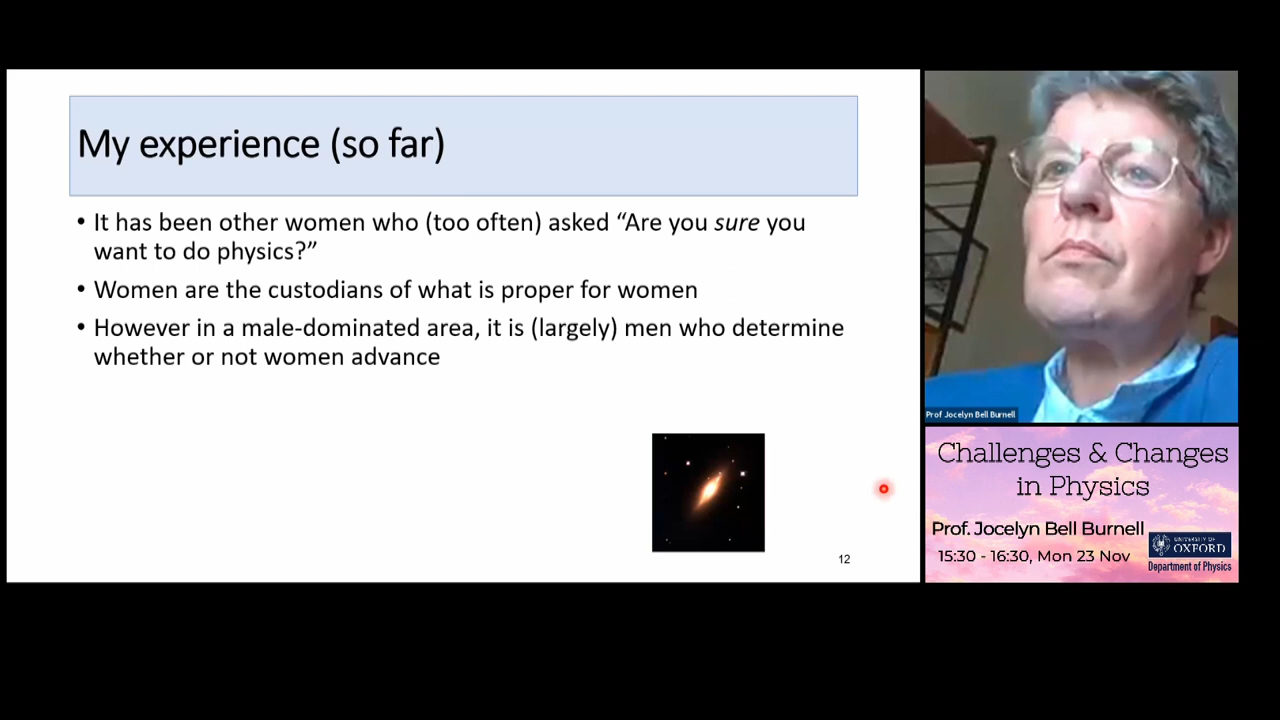 My experience (so far)
• It has been other women who (too often) asked “Are you sure you
want to do physics?”
• Women are the custodians of what is proper for women
• However in a male-dominated area, it is (largely) men who determine
whether or not women advance
12
Prof Jocelyn Bell Burnell
Challenges & Changes
in Physics
Prof. Jocelyn Bell Burnell
15:30 - 16:30, Mon 23 Nov
UNIVERSITY OF
OXFORD
Department of Physics